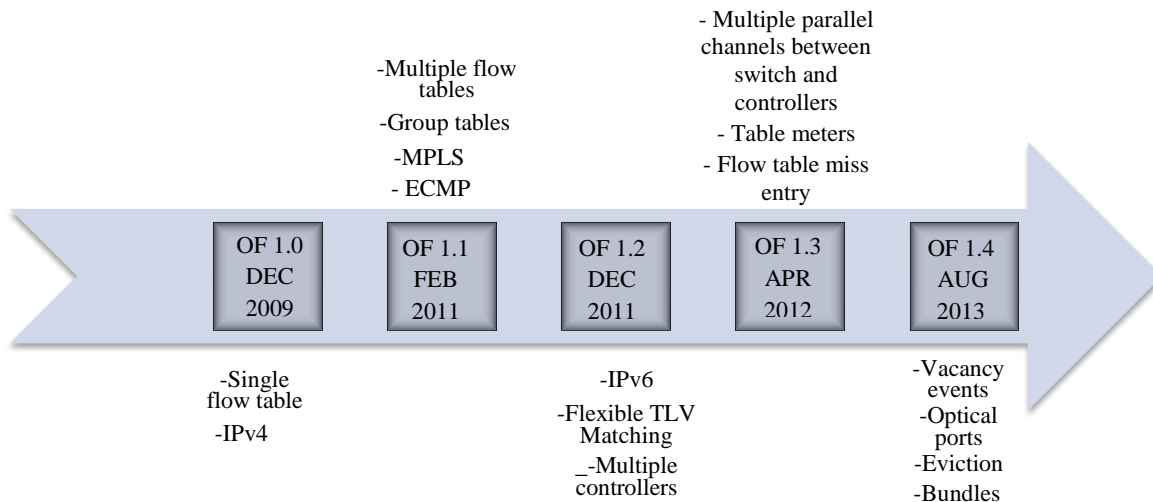 -Multiple flow
tables
-Group tables
-MPLS
- ECMP
- Multiple parallel
channels between
switch and
controllers
- Table meters
- Flow table miss
entry
OF 1.0
DEC
2009
OF 1.1
FEB
2011
OF 1.2
DEC
2011
OF 1.3
APR
2012
OF 1.4
AUG
2013
-Single
flow table
-IPv4
-IPv6
-Flexible TLV
Matching
_-Multiple
controllers
-Vacancy
events
-Optical
ports
-Eviction
-Bundles